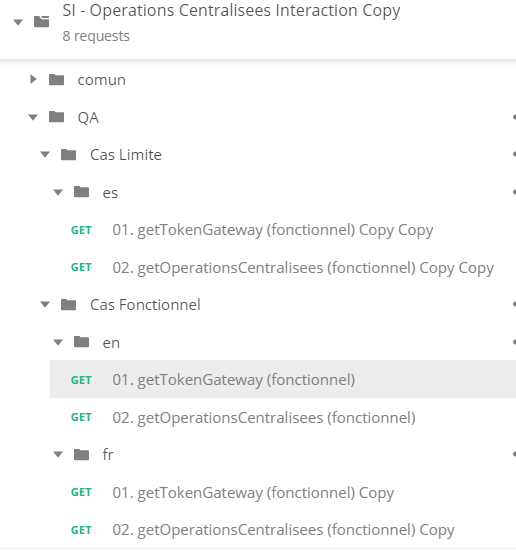 SI - Operations Centralisees Interaction Copy
8 requests
comun
QA
Cas Limite
es
GET 01. getTokenGateway (fonctionnel) Copy Copy
GET 02. getOperationsCentralisees (fonctionnel) Copy Copy
Cas Fonctionnel
en
GET 01. getTokenGateway (fonctionnel)
GET 02. getOperationsCentralisees (fonctionnel)
fr
GET 01. getTokenGateway (fonctionnel) Copy
GET 02. getOperationsCentralisees (fonctionnel) Copy